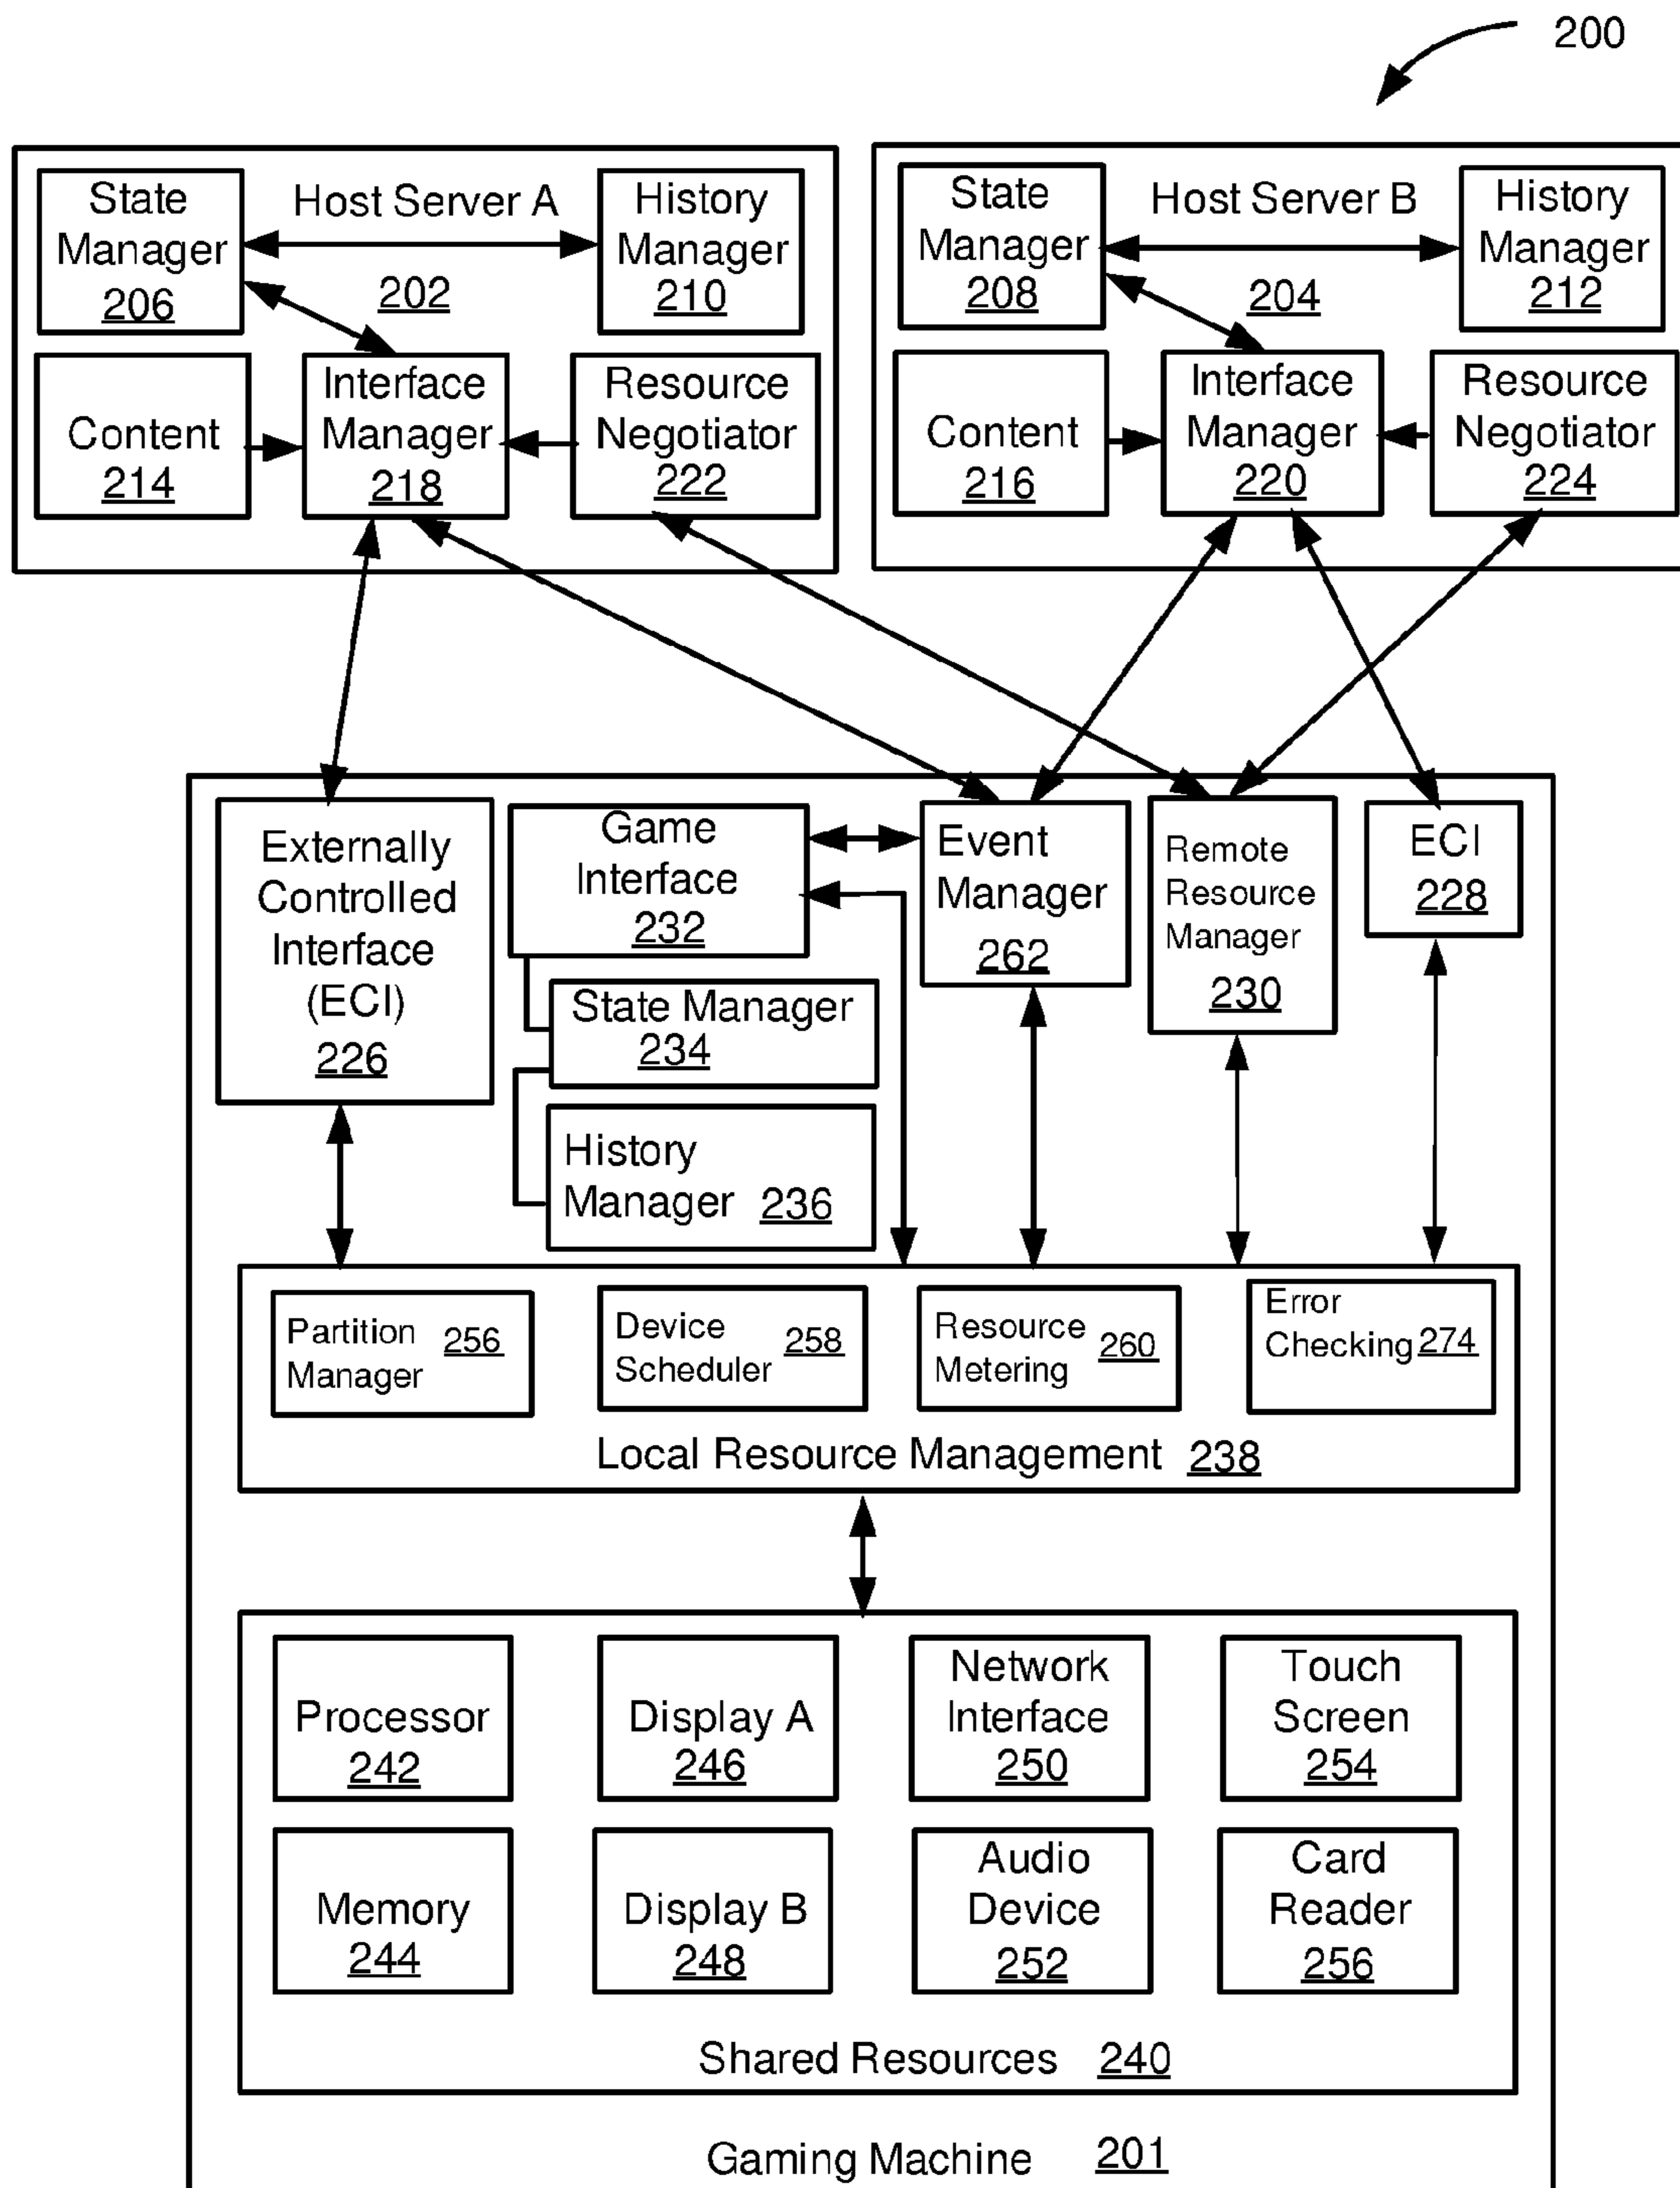 200
State
Manager
206
Host Server A
202
History
Manager
210
Content
214
Interface
Manager
218
Resource
Negotiator
222
State
Manager
208
Host Server B
204
History
Manager
212
Content
216
Interface
Manager
220
Resource
Negotiator
224
Externally
Controlled
Interface
(ECI)
226
Game
Interface
232
State Manager
234
History
Manager 236
Event
Manager
262
Remote
Resource
Manager
230
ECI
228
Partition
Manager
256
Device
Scheduler
258
Resource
Metering
260
Error
Checking 274
Local Resource Management 238
Processor
242
Display A
246
Network
Interface
250
Touch
Screen
254
Memory
244
Display B
248
Audio
Device
252
Card
Reader
256
Shared Resources 240
Gaming Machine 201